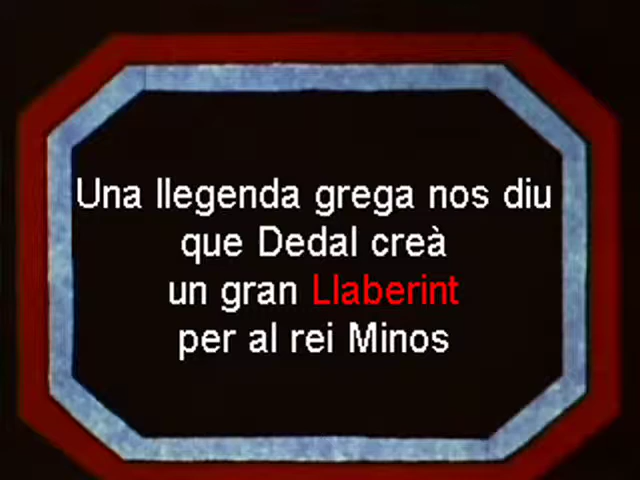 Una llegenda grega nos diu
que Dedal creà
un gran Llaberint
per al rei Minos